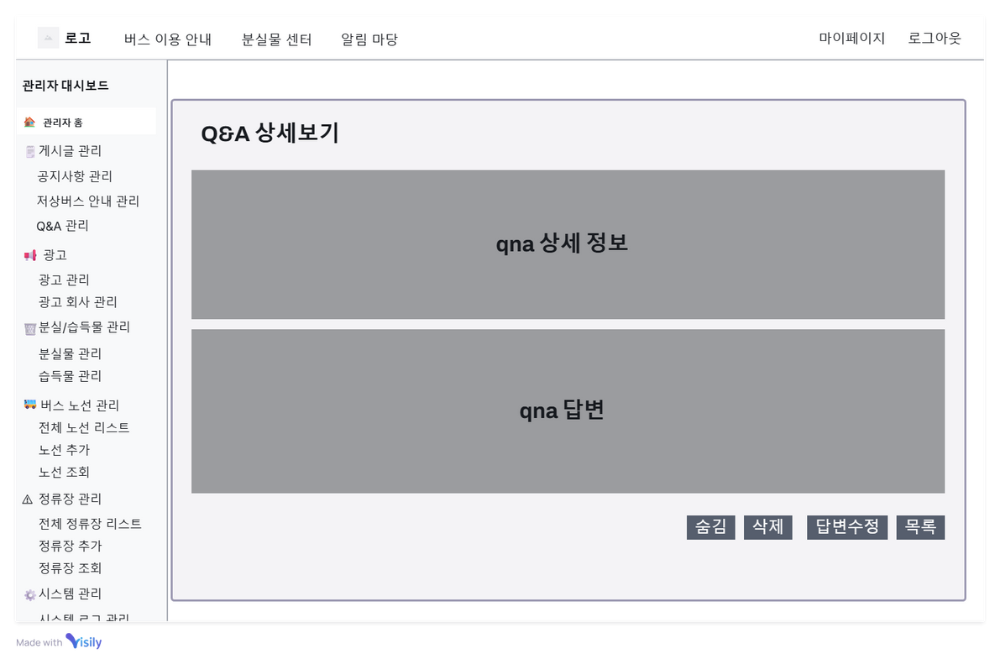 로고
버스 이용 안내
분실물 센터
알림 마당
마이페이지
로그아웃
관리자 대시보드
관리자 홈
게시글 관리
공지사항 관리
저상버스 안내 관리
Q&A 관리
광고
광고 관리
광고 회사 관리
분실/습득물 관리
분실물 관리
습득물 관리
버스 노선 관리
전체 노선 리스트
노선 추가
노선 조회
정류장 관리
전체 정류장 리스트
정류장 추가
정류장 조회
시스템 관리
시스템 로그 관리
Q&A 상세보기
qna 상세 정보
qna 답변
숨김
삭제
답변수정
목록
Made with Visily